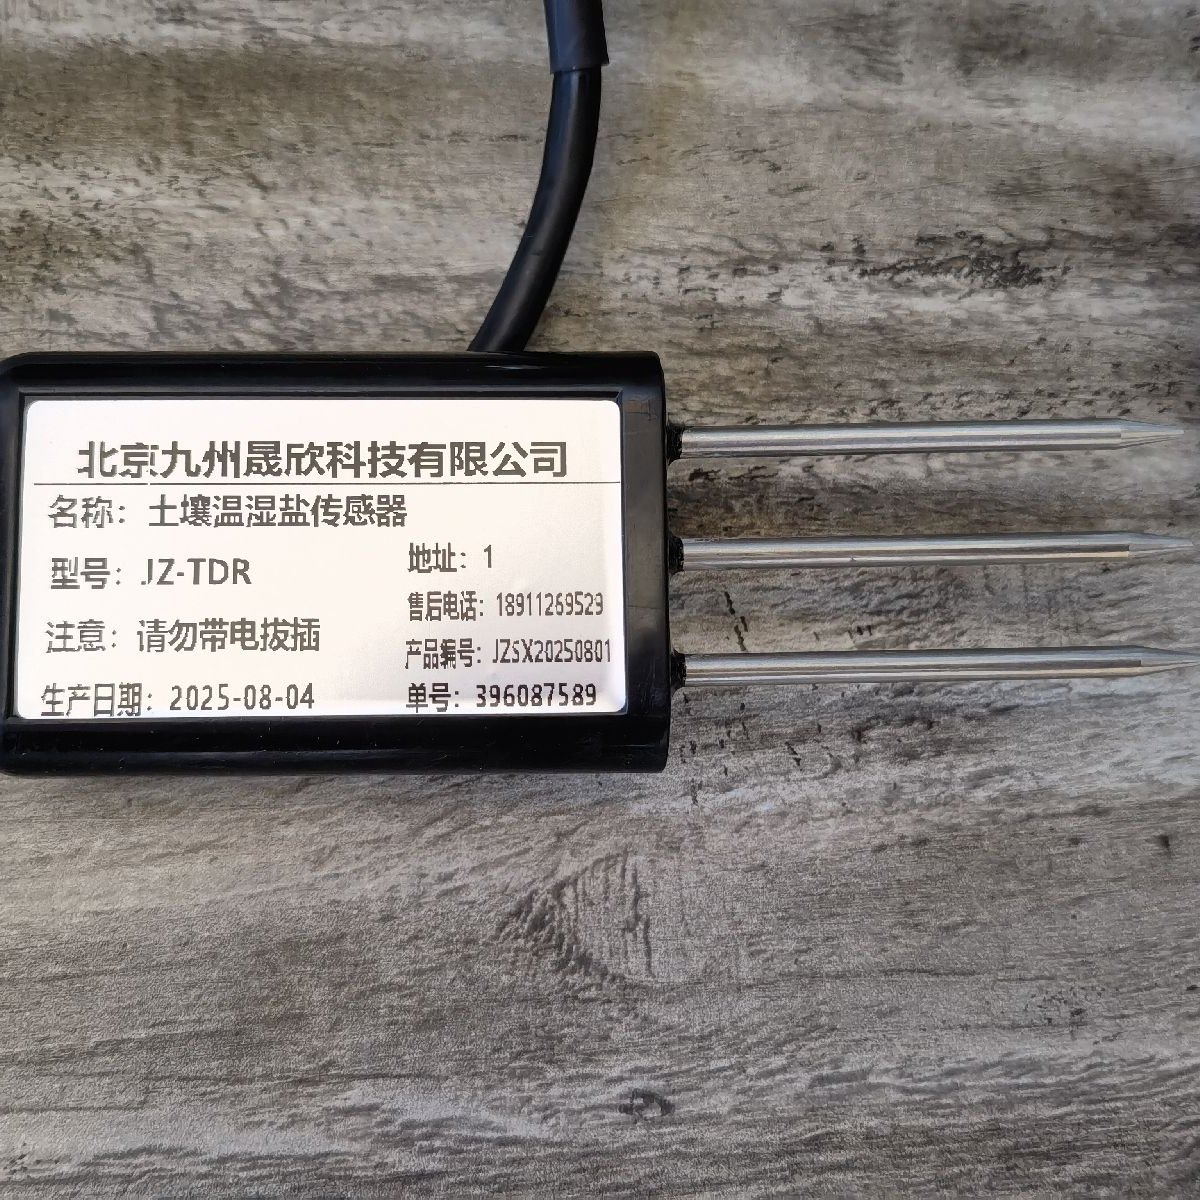 北京九州晟欣科技有限公司
名称：土壤温湿盐传感器
型号：JZ-TDR
地址：1
售后电话：18911269529
注意：请勿带电拔插
产品编号：JZSX20250801
生产日期：2025-08-04
单号：396087589